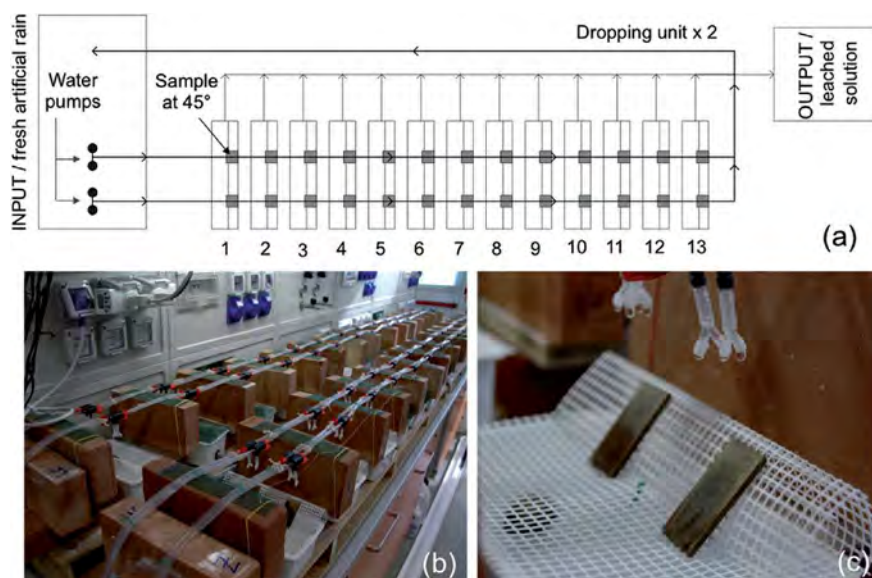 Dropping unit x 2
INPUT / fresh artificial rain
Water
pumps
Sample
at 45°
OUTPUT /
leached
solution
1 2 3 4 5 6 7 8 9 10 11 12 13
(a)
(b)
(c)